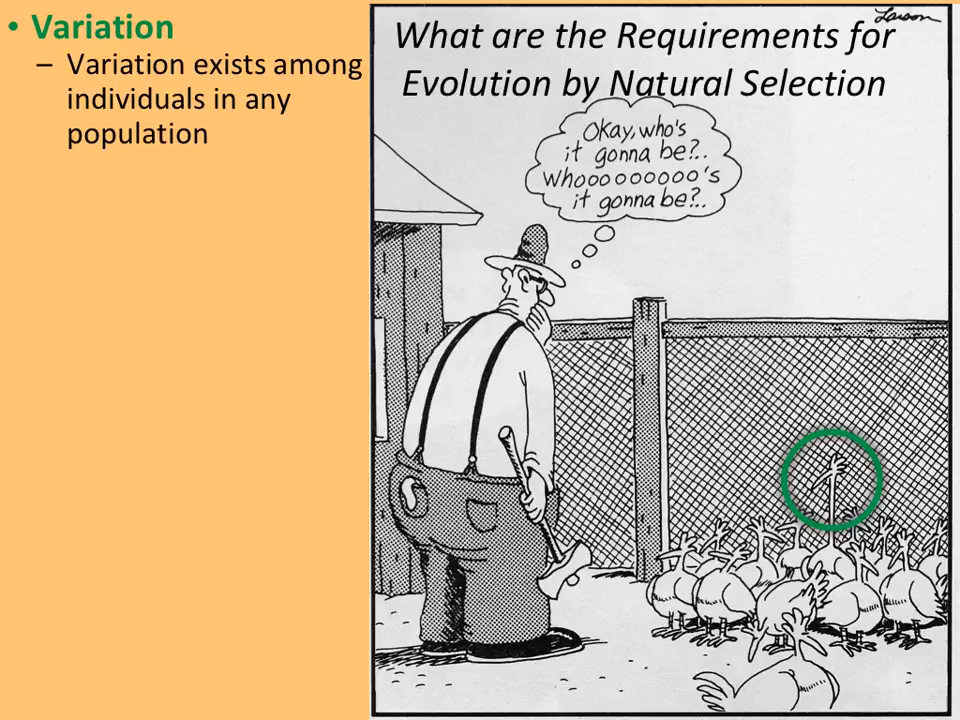 • Variation
– Variation exists among
individuals in any
population
Larson
What are the Requirements for
Evolution by Natural Selection
Okay, who's
it gonna be?..
Whooooooooo's
it gonna be?..